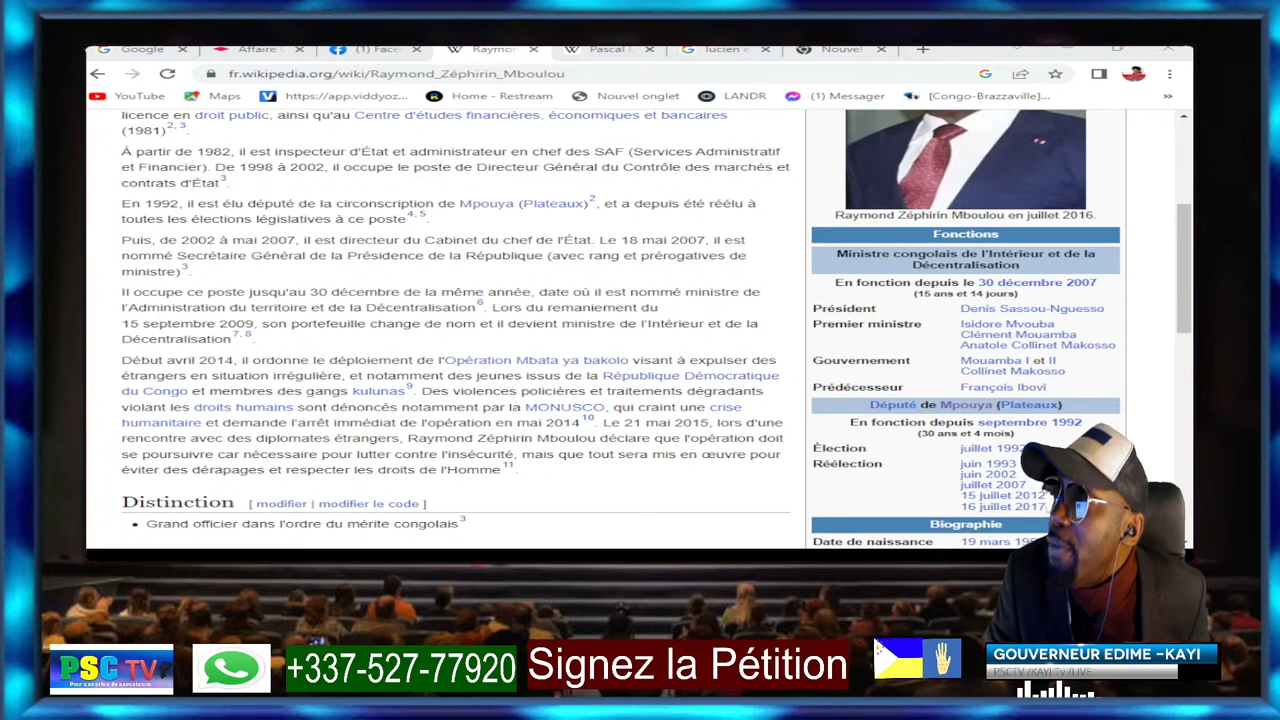 Google
Affaire
(1) Face
Raymon
Pascal
lucien e
Nouvel
fr.wikipedia.org/wiki/Raymond_Zéphirin_Mboulou
YouTube
Maps
https://app.viddyoz...
Home - Restream
Nouvel onglet
LANDR
(1) Messager
[Congo-Brazzaville]...
licence en droit public, ainsi qu'au Centre d'études financières, économiques et bancaires
(1981)2, 3.
À partir de 1982, il est inspecteur d'État et administrateur en chef des SAF (Services Administratif
et Financier). De 1998 à 2002, il occupe le poste de Directeur Général du Contrôle des marchés et
contrats d'État3.
En 1992, il est élu député de la circonscription de Mpouya (Plateaux)2, et a depuis été réélu à
toutes les élections législatives à ce poste4, 5.
Puis, de 2002 à mai 2007, il est directeur du Cabinet du chef de l'État. Le 18 mai 2007, il est
nommé Secrétaire Général de la Présidence de la République (avec rang et prérogatives de
ministre)3.
Il occupe ce poste jusqu'au 30 décembre de la même année, date où il est nommé ministre de
l'Administration du territoire et de la Décentralisation6. Lors du remaniement du
15 septembre 2009, son portefeuille change de nom et il devient ministre de l'Intérieur et de la
Décentralisation7, 8.
Début avril 2014, il ordonne le déploiement de l'Opération Mbata ya bakolo visant à expulser des
étrangers en situation irrégulière, et notamment des jeunes issus de la République Démocratique
du Congo et membres des gangs kulunas9. Des violences policières et traitements dégradants
violant les droits humains sont dénoncés notamment par la MONUSCO, qui craint une crise
humanitaire et demande l'arrêt immédiat de l'opération en mai 201410. Le 21 mai 2015, lors d'une
rencontre avec des diplomates étrangers, Raymond Zéphirin Mboulou déclare que l'opération doit
se poursuivre car nécessaire pour lutter contre l'insécurité, mais que tout sera mis en œuvre pour
éviter des dérapages et respecter les droits de l'Homme11.
Distinction [ modifier | modifier le code ]
• Grand officier dans l'ordre du mérite congolais3
Raymond Zéphirin Mboulou en juillet 2016.
Fonctions
Ministre congolais de l'Intérieur et de la
Décentralisation
En fonction depuis le 30 décembre 2007
(15 ans et 14 jours)
Président Denis Sassou-Nguesso
Premier ministre Isidore Mvouba
Clément Mouamba
Anatole Collinet Makosso
Gouvernement Mouamba I et II
Collinet Makosso
Prédécesseur François Ibovi
Député de Mpouya (Plateaux)
En fonction depuis septembre 1992
(30 ans et 4 mois)
Élection juillet 1992
Réélection juin 1993
juin 2002
juillet 2007
15 juillet 2012
16 juillet 2017
Biographie
Date de naissance 19 mars
PSC TV
+337-527-77920
Signez la Pétition
GOUVERNEUR EDIME -KAYI
PSCTV/KAYI Tv /LIVE